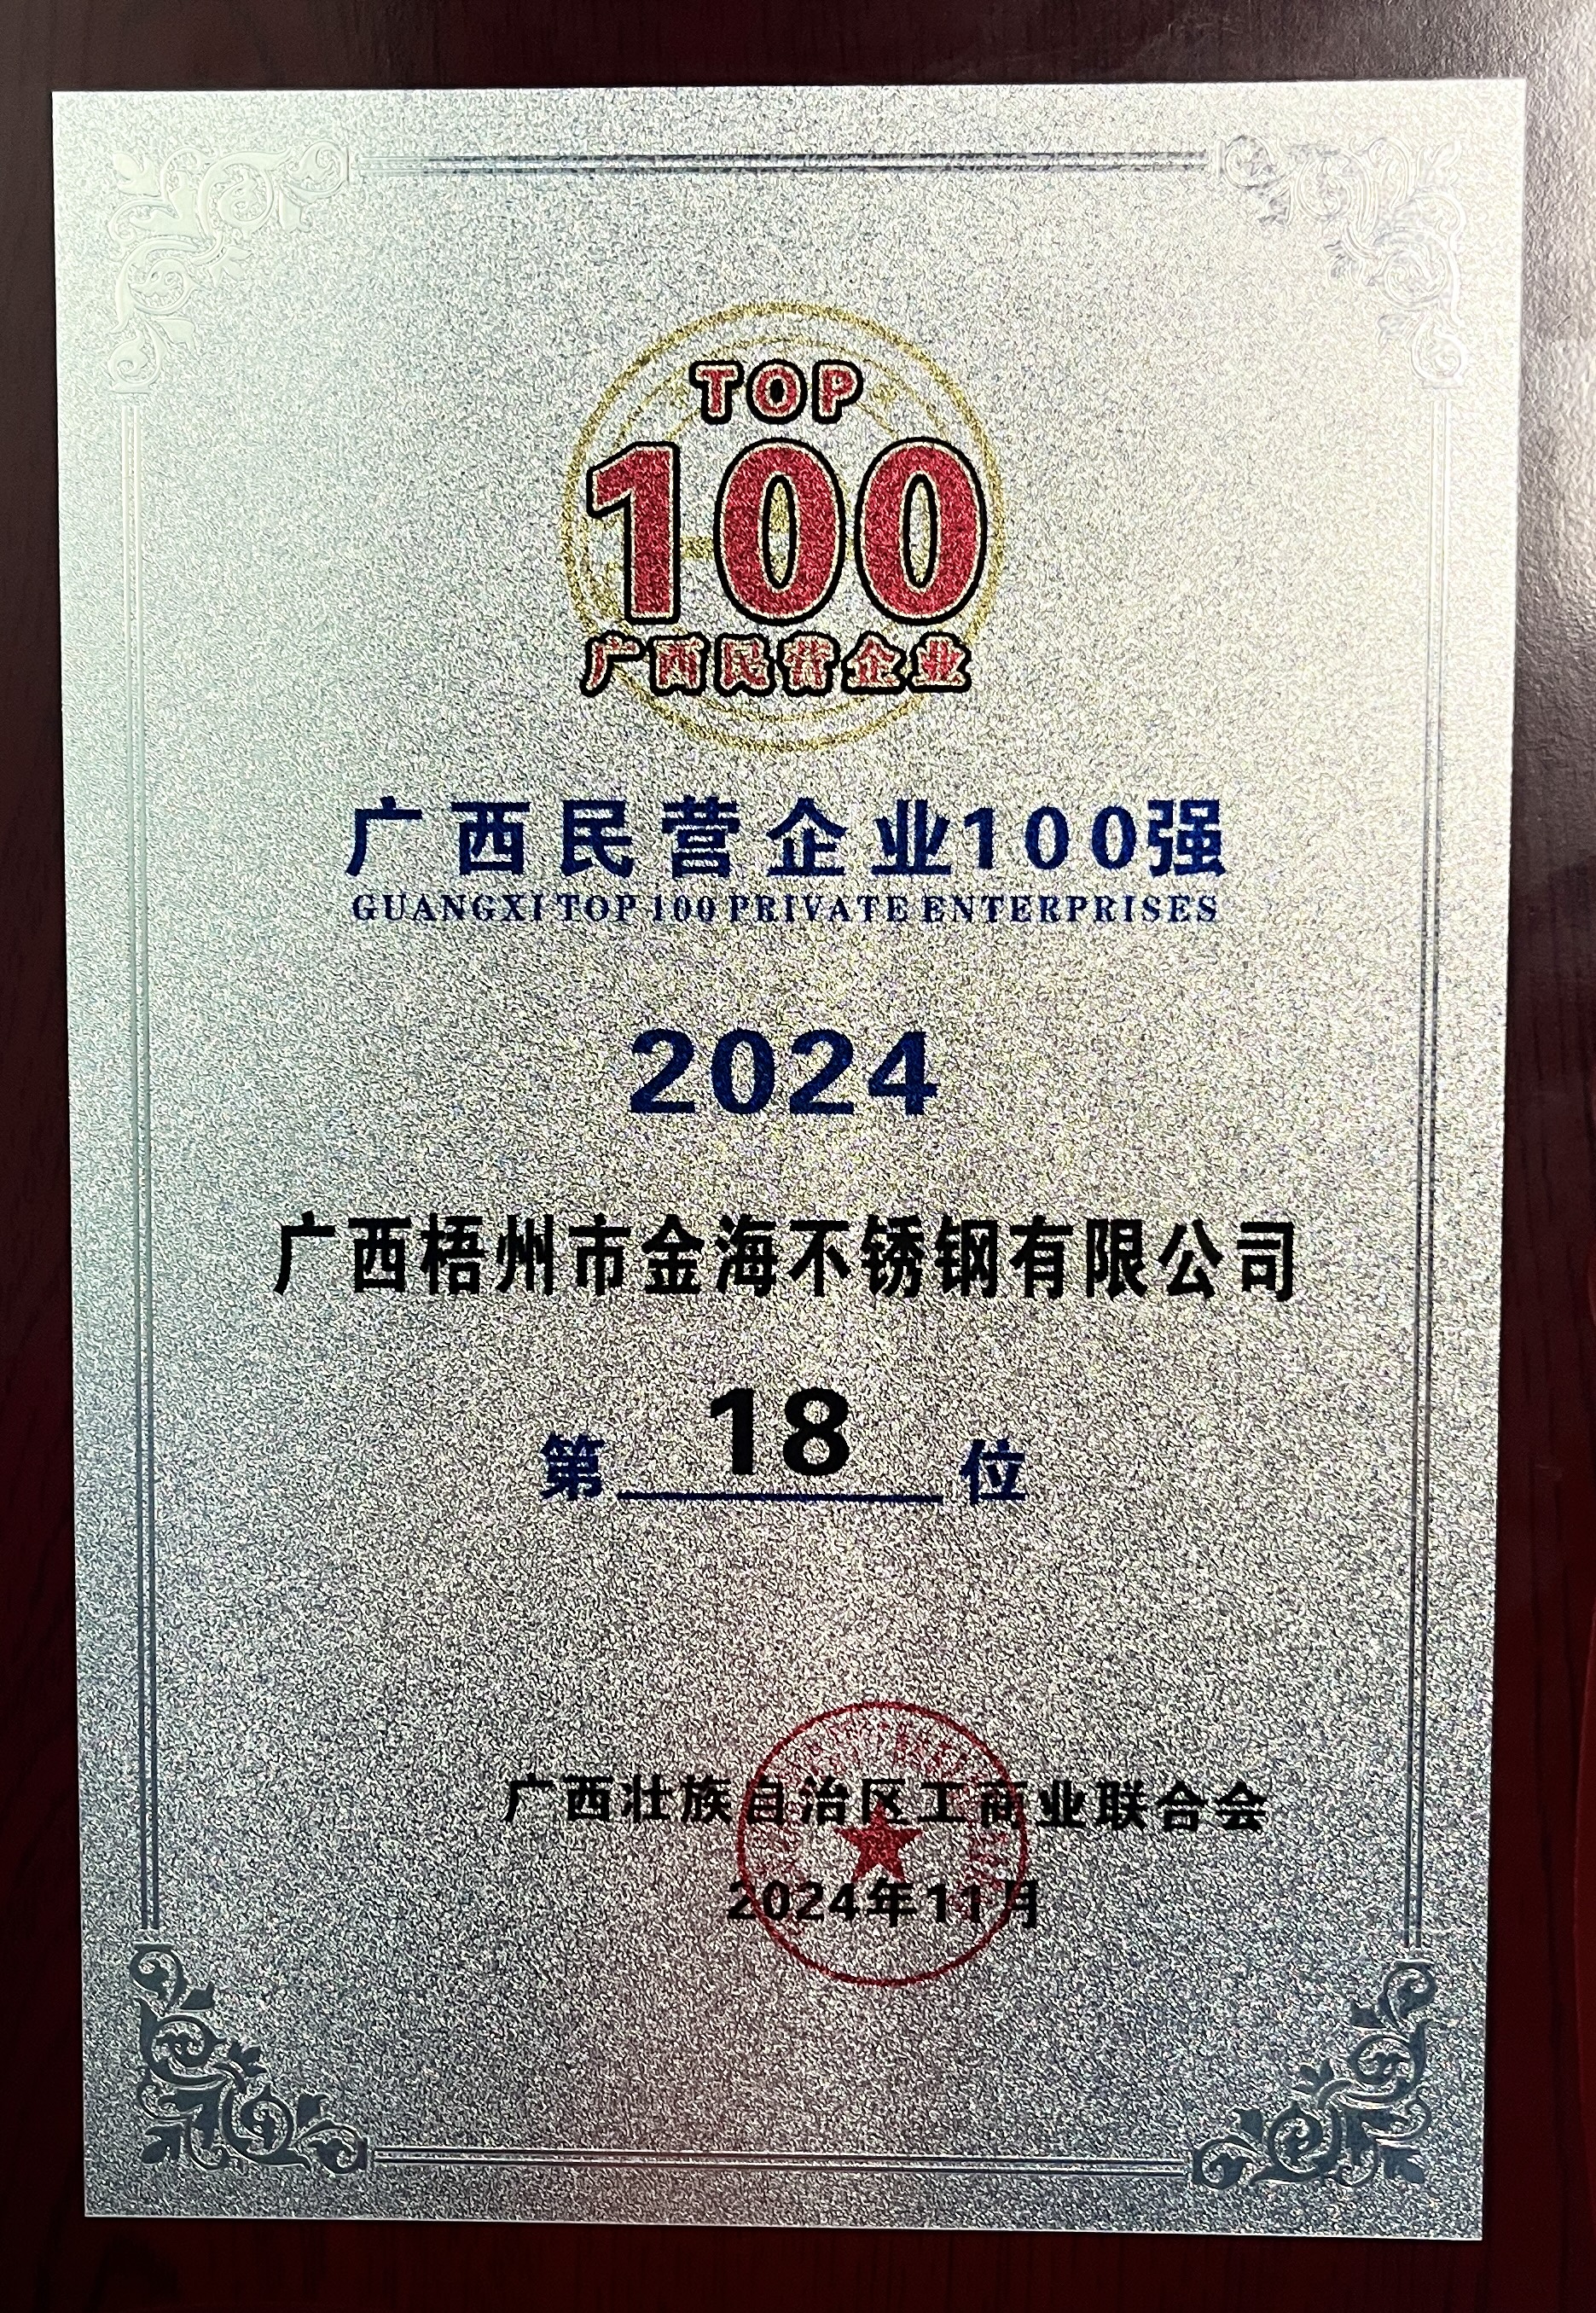 TOP
100
广西民营企业
广西民营企业100强
GUANGXI TOP 100 PRIVATE ENTERPRISES
2024
广西梧州市金海不锈钢有限公司
第 18 位
广西壮族自治区工商业联合会
2024年11月